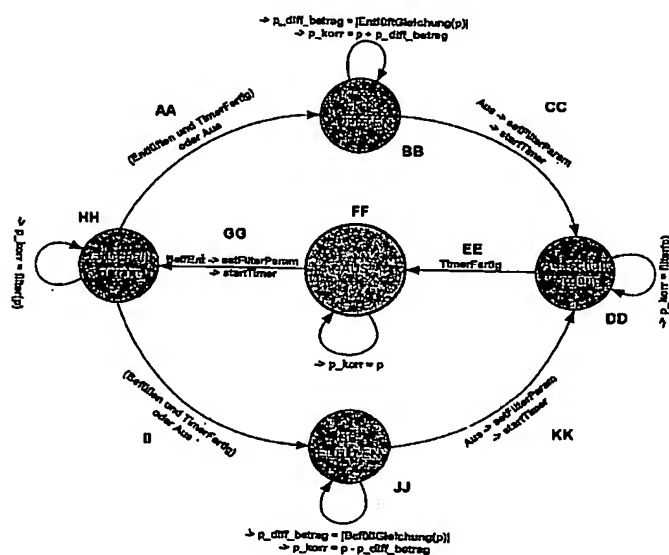 -> p_diff_betrag = |EntlüftGleichung(p)|
-> p_korr = p + p_diff_betrag
AA
CC
(Entlüften und TimerFertig)
oder Aus
Aus -> setFilterParam
-> startTimer
BB
HH
FF
GG
EE
BefEnt -> setFilterParam
-> startTimer
TimerFertig
-> p_korr = filter(p)
-> p_korr = filter(p)
DD
-> p_korr = p
(Befüllen und TimerFertig)
oder Aus
Aus -> setFilterParam
-> startTimer
II
KK
JJ
-> p_diff_betrag = |BefüllGleichung(p)|
-> p_korr = p - p_diff_betrag